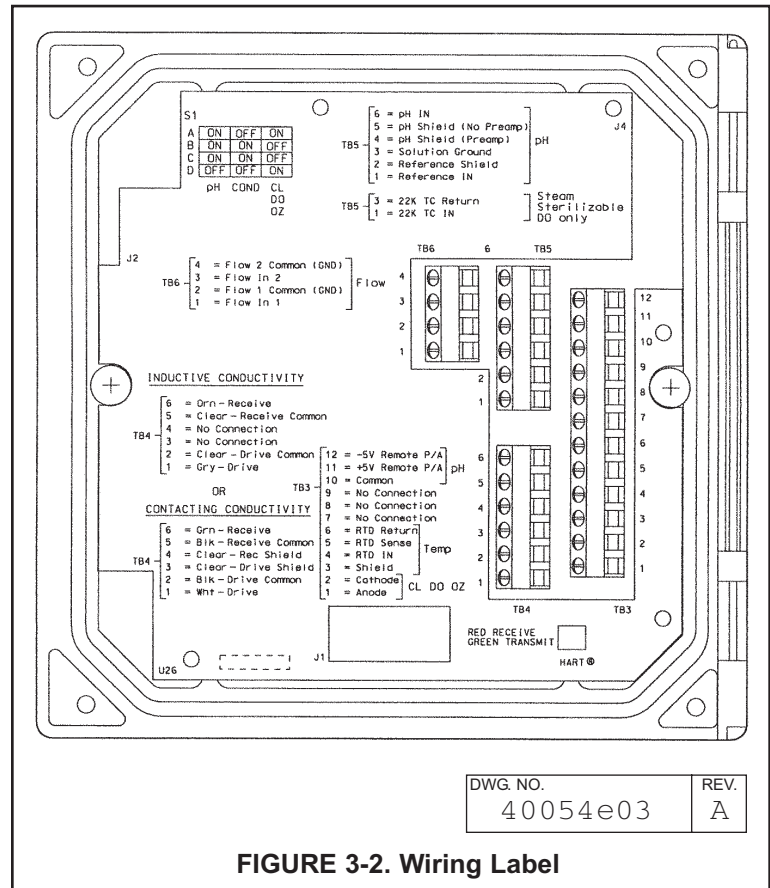 S1
A ON OFF ON
B ON ON OFF
C ON ON OFF
D OFF OFF ON
pH COND CL
DO
OZ
J4
TB5
6 = pH IN
5 = pH Shield (No Preamp)
4 = pH Shield (Preamp)
3 = Solution Ground
2 = Reference Shield
1 = Reference IN
pH
TB5
3 = 22K TC Return
1 = 22K TC IN
Steam
Sterilizable
DO only
J2
TB6
4 = Flow 2 Common (GND)
3 = Flow In 2
2 = Flow 1 Common (GND)
1 = Flow In 1
Flow
TB6 6 TB5
4
3
2
1
2
1
12
11
10
9
8
7
6
5
4
3
2
1
INDUCTIVE CONDUCTIVITY
TB4
6 = Orn-Receive
5 = Clear-Receive Common
4 = No Connection
3 = No Connection
2 = Clear-Drive Common
1 = Gry-Drive
OR
CONTACTING CONDUCTIVITY
TB4
6 = Grn-Receive
5 = Blk-Receive Common
4 = Clear-Rec Shield
3 = Clear-Drive Shield
2 = Blk-Drive Common
1 = Wht-Drive
TB3
12 = -5V Remote P/A
11 = +5V Remote P/A
10 = Common
pH
9 = No Connection
8 = No Connection
7 = No Connection
6 = RTD Return
5 = RTD Sense
4 = RTD IN
3 = Shield
Temp
2 = Cathode
1 = Anode
CL DO OZ
6
5
4
3
2
1
TB4 TB3
RED RECEIVE
GREEN TRANSMIT
HART®
J1
U26
DWG. NO. REV.
40054e03 A
FIGURE 3-2. Wiring Label